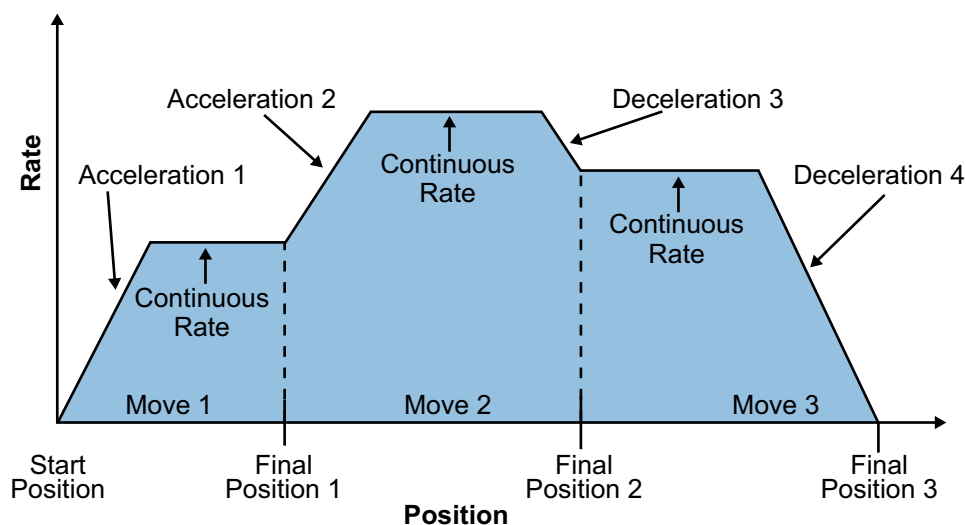 Rate
Acceleration 1
Acceleration 2
Deceleration 3
Deceleration 4
Continuous
Rate
Continuous
Rate
Continuous
Rate
Move 1
Move 2
Move 3
Start
Position
Final
Position 1
Final
Position 2
Final
Position 3
Position